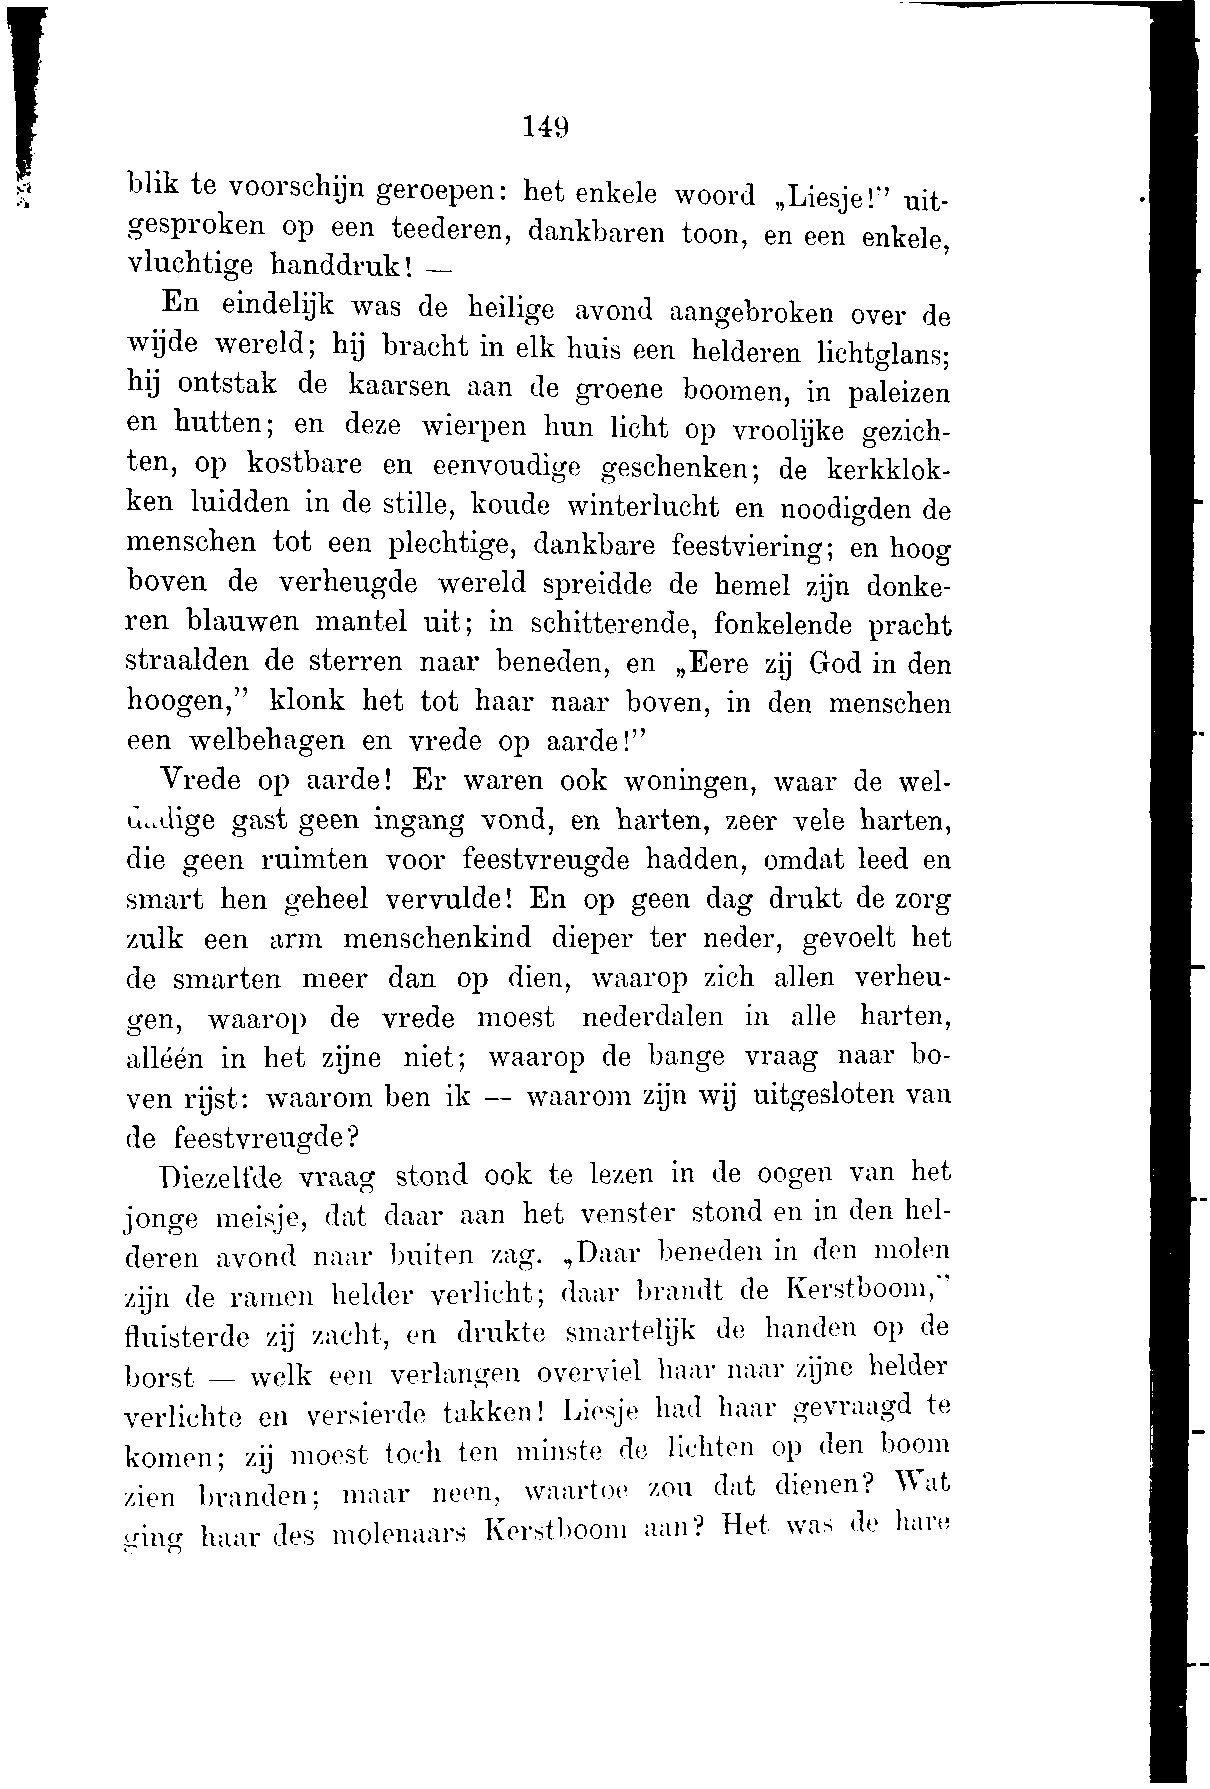 149
blik te voorschijn geroepen: het enkele woord „Liesje!” uit-
gesproken op een teederen, dankbaren toon, en een enkele,
vluchtige handdruk! —
En eindelijk was de heilige avond aangebroken over de
wijde wereld; hij bracht in elk huis een helderen lichtglans;
hij ontstak de kaarsen aan de groene boomen, in paleizen
en hutten; en deze wierpen hun licht op vroolijke gezich-
ten, op kostbare en eenvoudige geschenken; de kerkklok-
ken luidden in de stille, koude winterlucht en noodigden de
menschen tot een plechtige, dankbare feestviering; en hoog
boven de verheugde wereld spreidde de hemel zijn donke-
ren blauwen mantel uit; in schitterende, fonkelende pracht
straalden de sterren naar beneden, en „Eere zij God in den
hoogen,” klonk het tot haar naar boven, in den menschen
een welbehagen en vrede op aarde!”
Vrede op aarde! Er waren ook woningen, waar de wel-
gast geen ingang vond, en harten, zeer vele harten,
die geen ruimten voor feestvreugde hadden, omdat leed en
smart hen geheel vervulde! En op geen dag drukt de zorg
zulk een arm menschenkind dieper ter neder, gevoelt het
de smarten meer dan op dien, waarop zich allen verheu-
gen, waarop de vrede moest nederdalen in alle harten,
alléén in het zijne niet; waarop de bange vraag naar bo-
ven rijst: waarom ben ik — waarom zijn wij uitgesloten van
de feestvreugde?
Diezelfde vraag stond ook te lezen in de oogen van het
jonge meisje, dat daar aan het venster stond en in den hel-
deren avond naar buiten zag. „Daar beneden in den molen
zijn de ramen helder verlicht; daar brandt de Kerstboom,”
fluisterde zij zacht, en drukte smartelijk de handen op de
borst — welk een verlangen overviel haar naar zijne helder
verlichte en versierde takken! Liesje had haar gevraagd te
komen; zij moest toch ten minste de lichten op den boom
zien branden; maar neen, waartoe zou dat dienen? Wat
ging haar des molenaars Kerstboom aan? Het was de hare